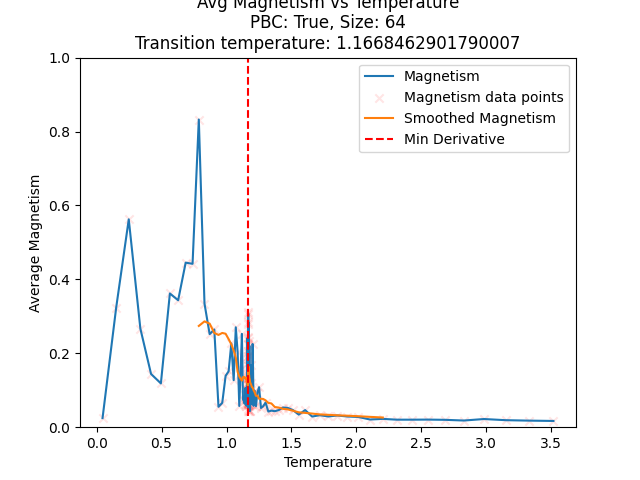 Avg Magnetism vs Temperature
PBC: True, Size: 64
Transition temperature: 1.1668462901790007
1.0
0.8
0.6
0.4
0.2
0.0
Average Magnetism
Magnetism
Magnetism data points
Smoothed Magnetism
Min Derivative
0.0 0.5 1.0 1.5 2.0 2.5 3.0 3.5
Temperature